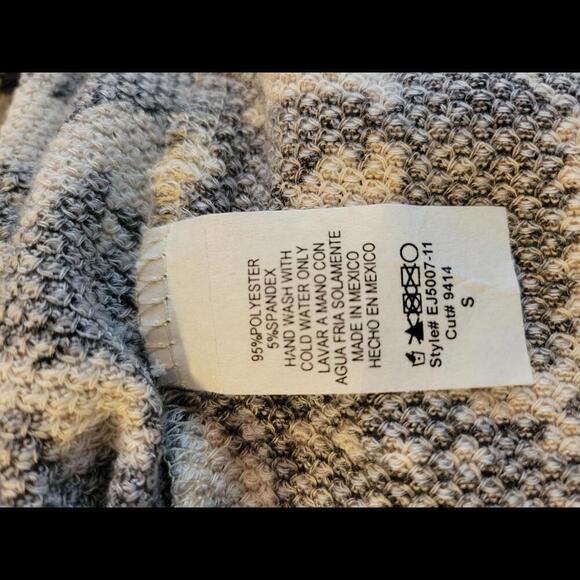 95%POLYESTER
5%SPANDEX
HAND WASH WITH
COLD WATER ONLY
LAVAR A MANO CON
AGUA FRIA SOLAMENTE
MADE IN MEXICO
HECHO EN MEXICO
Style# EJ5007-11
Cut# 9414
S